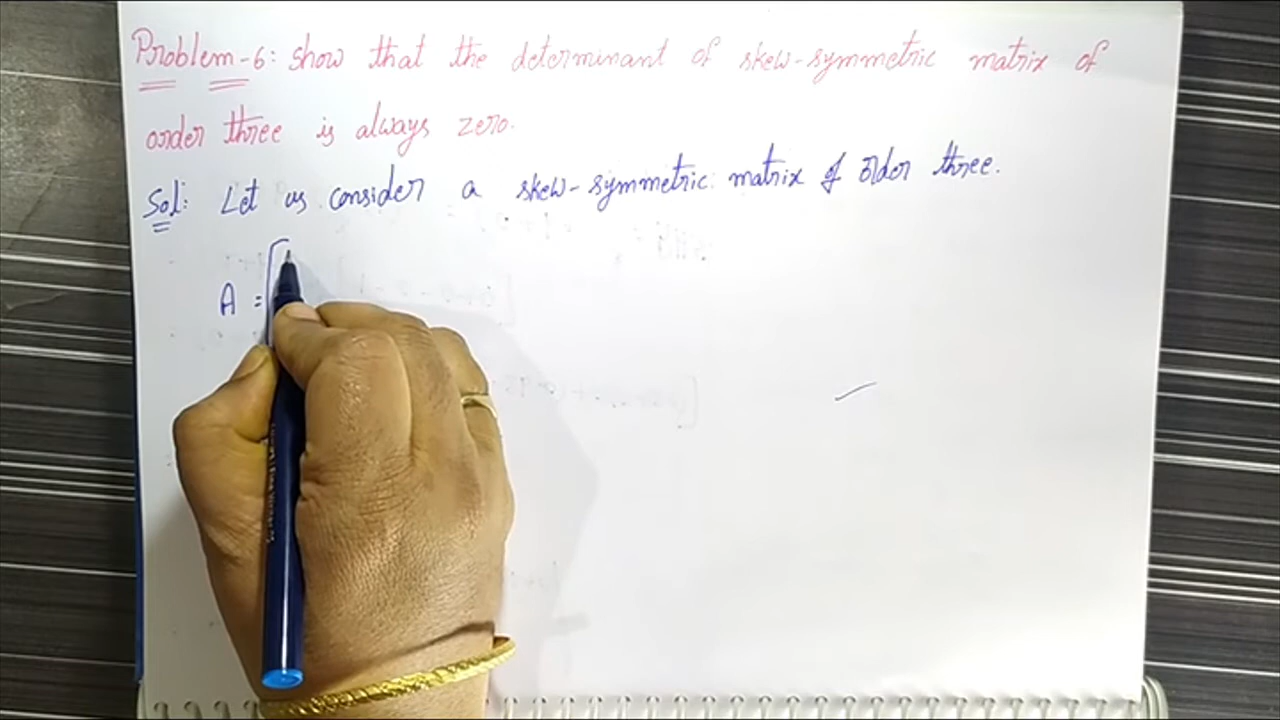 Problem-6: Show that the determinant of skew-symmetric matrix of
order three is always zero.
Sol: Let us consider a skew-symmetric matrix of order three.
A = [